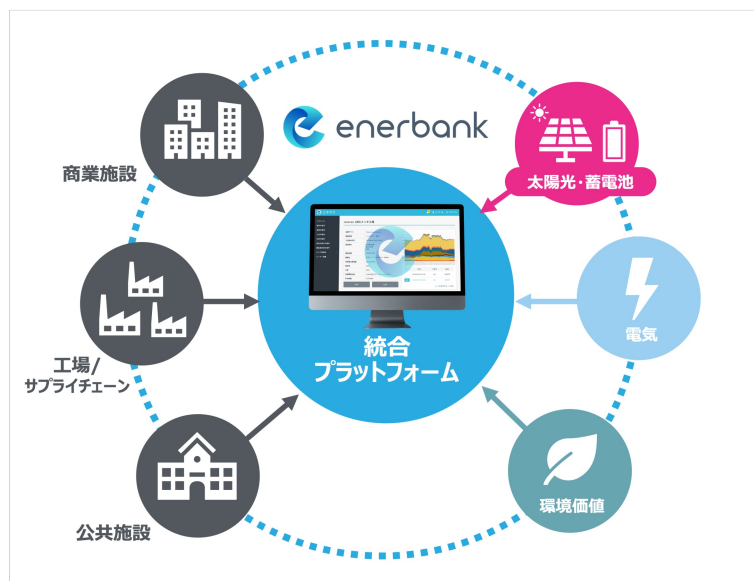 enerbank
商業施設
太陽光・蓄電池
工場/
サプライチェーン
電気
統合
プラットフォーム
公共施設
環境価値